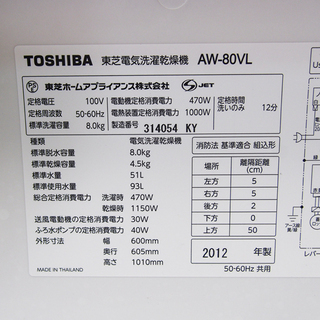 TOSHIBA 東芝電気洗濯乾燥機 AW-80VL
東芝ホームアプライアンス株式会社 S JET
定格電圧 100V
定格周波数 50-60Hz
標準洗濯容量 8.0kg
電動機定格消費電力 470W
電熱装置定格消費電力 1000W
製造番号 314054 KY
定格時間 洗いのみ 12分
種類 電気洗濯乾燥機
標準脱水容量 8.0kg
標準乾燥容量 4.5kg
標準水量 51L
標準使用水量 93L
総合定格消費電力 洗濯時 470W
乾燥時 1150W
送風電動機の定格消費電力 30W
ふろ水ポンプの定格消費電力 40W
外形寸法 幅 600mm
奥行 605mm
高さ 1010mm
MADE IN THAILAND
消防法 基準適合 組込形
場所 離隔距離(cm)
左方 5
右方 5
前方 2
後方 0
上方 50
2012 年製
50-60Hz 共用
Us
アース線
レバー